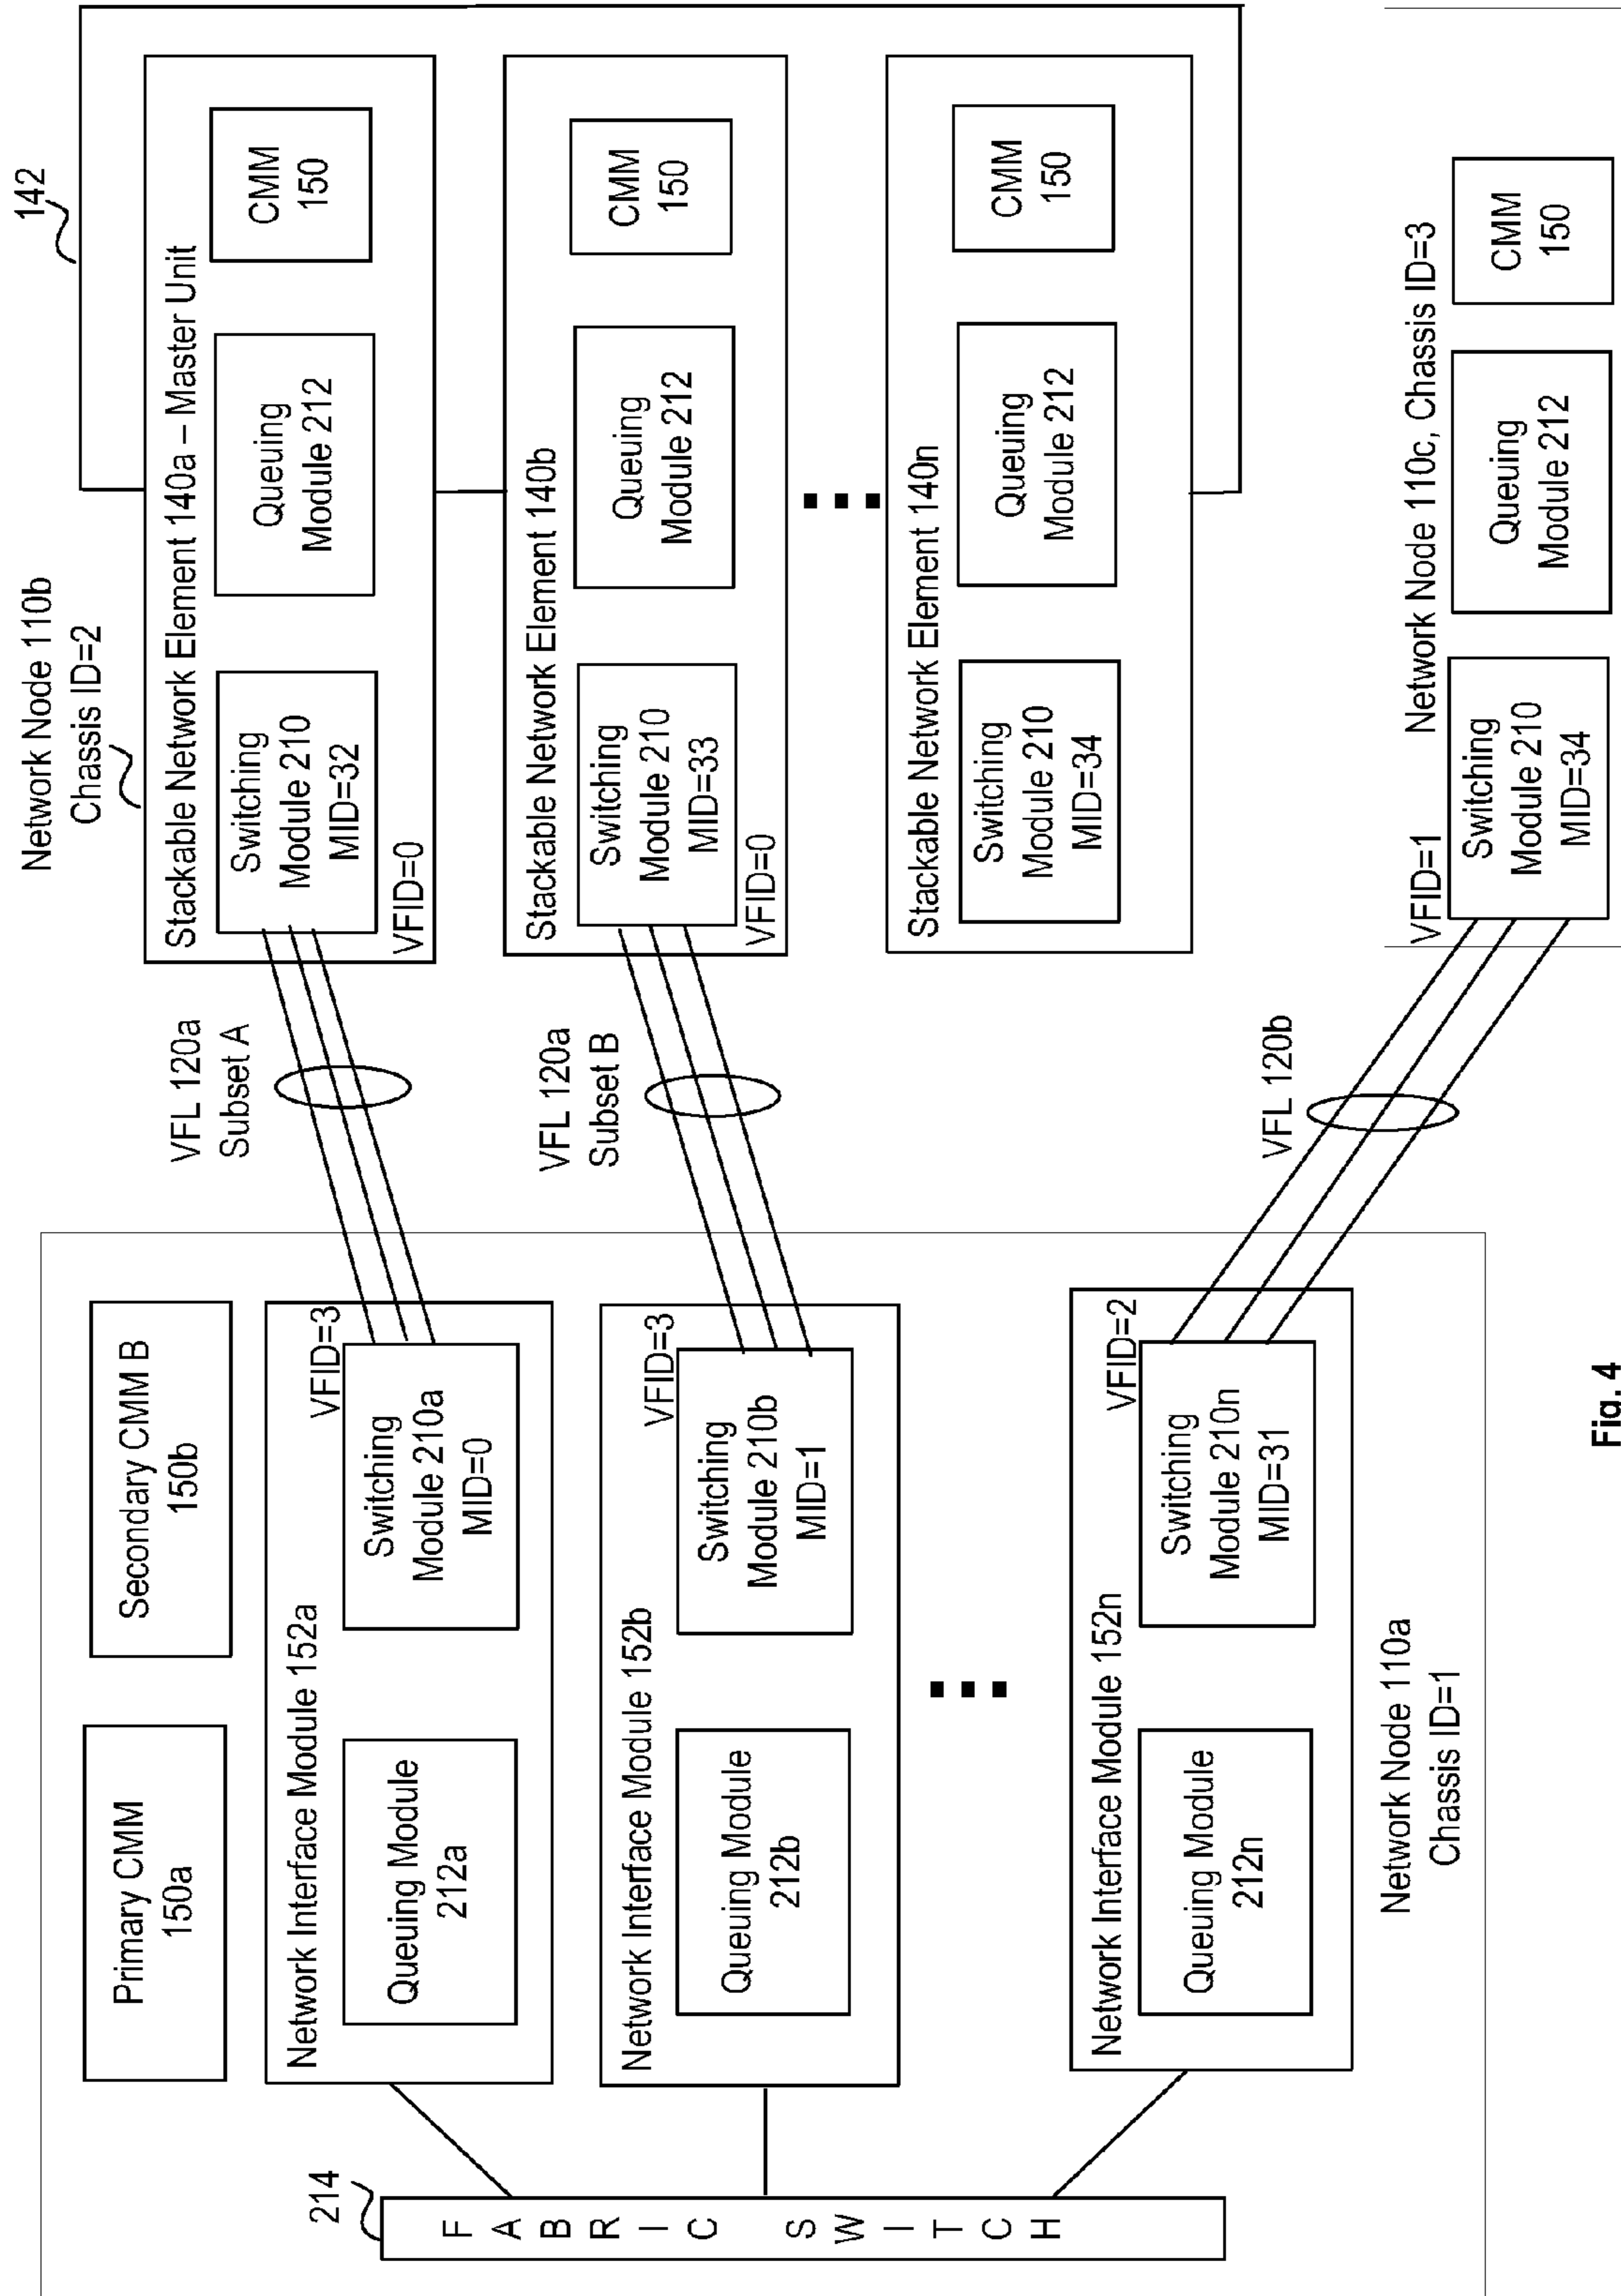 Network Node 110b
Chassis ID=2
142
Stackable Network Element 140a – Master Unit
Switching
Module 210
MID=32
Queuing
Module 212
CMM
150
VFID=0
Stackable Network Element 140b
Switching
Module 210
MID=33
Queuing
Module 212
CMM
150
VFID=0
Stackable Network Element 140n
Switching
Module 210
MID=34
Queuing
Module 212
CMM
150
Network Node 110c, Chassis ID=3
VFID=1
Switching
Module 210
MID=34
Queuing
Module 212
CMM
150
VFL 120a
Subset A
VFL 120a
Subset B
VFL 120b
Primary CMM
150a
Secondary CMM B
150b
Network Interface Module 152a
VFID=3
Queuing Module
212a
Switching
Module 210a
MID=0
Network Interface Module 152b
VFID=3
Queuing Module
212b
Switching
Module 210b
MID=1
Network Interface Module 152n
VFID=2
Queuing Module
212n
Switching
Module 210n
MID=31
214
FABRIC SWITCH
Network Node 110a
Chassis ID=1
Fig. 4